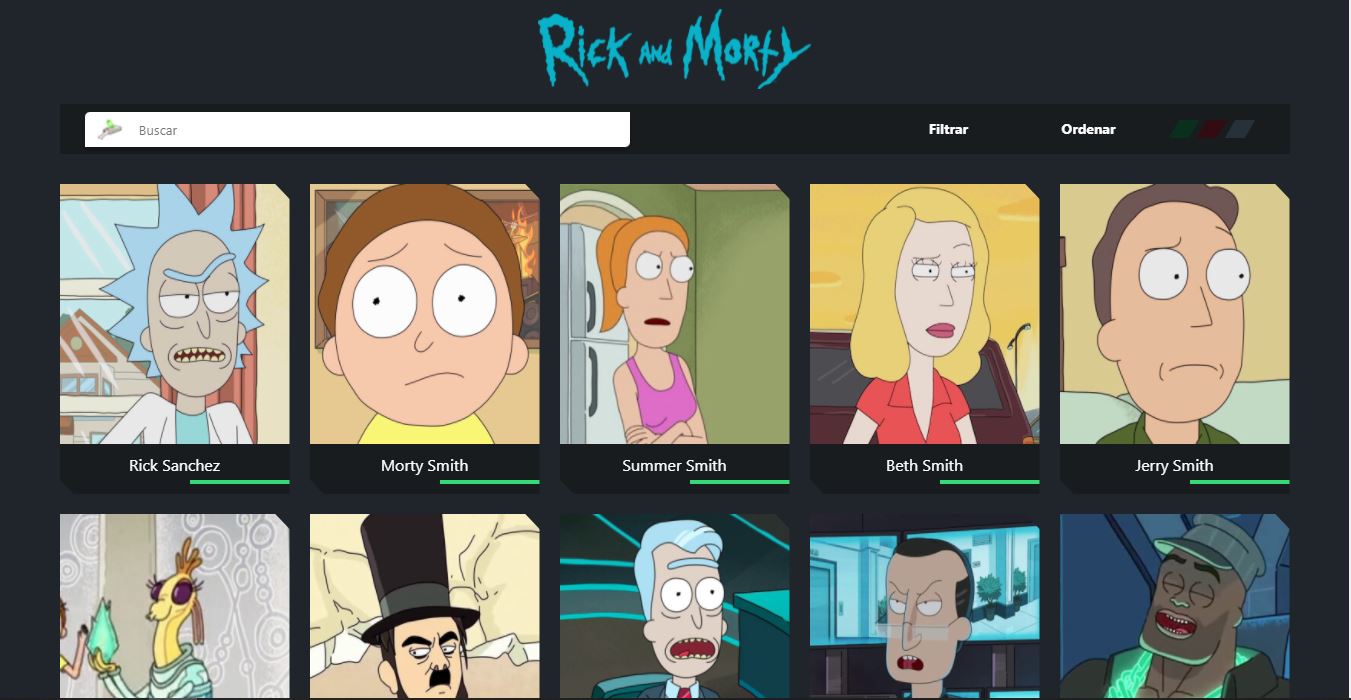 Rick and Morty
Buscar
Filtrar
Ordenar
Rick Sanchez
Morty Smith
Summer Smith
Beth Smith
Jerry Smith